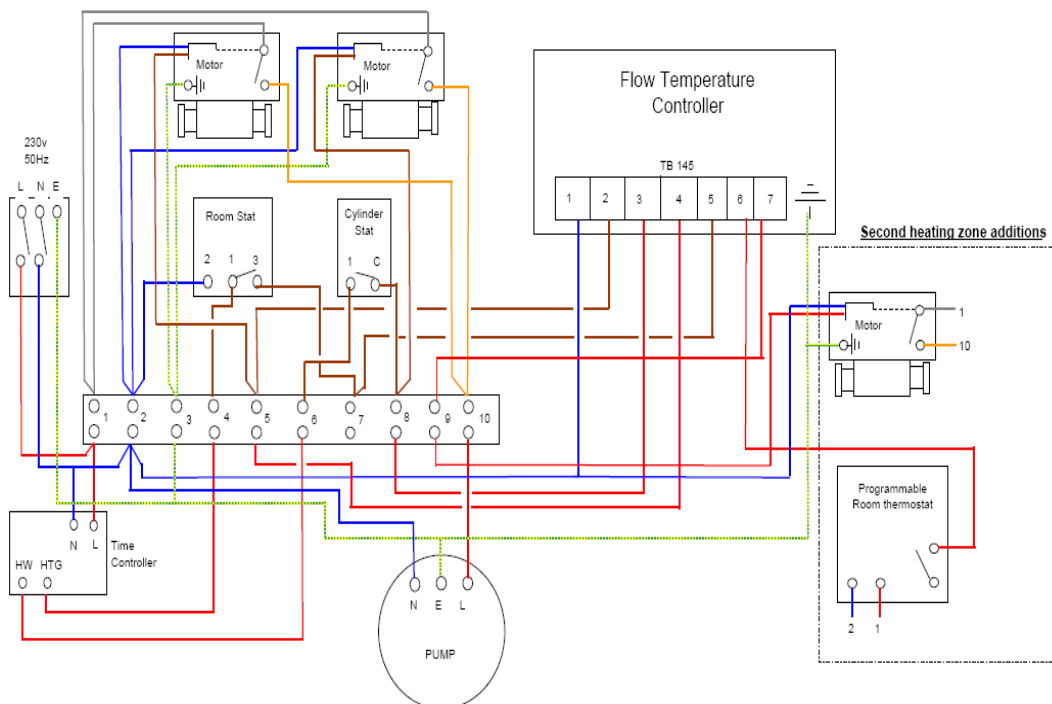 Motor
Motor
Flow Temperature
Controller
TB 145
1 2 3 4 5 6 7
230v
50Hz
L N E
Room Stat
2 1 3
Cylinder
Stat
1 C
Second heating zone additions
Motor
1
10
1 2 3 4 5 6 7 8 9 10
Programmable
Room thermostat
2 1
N L
Time
Controller
HW HTG
N E L
PUMP